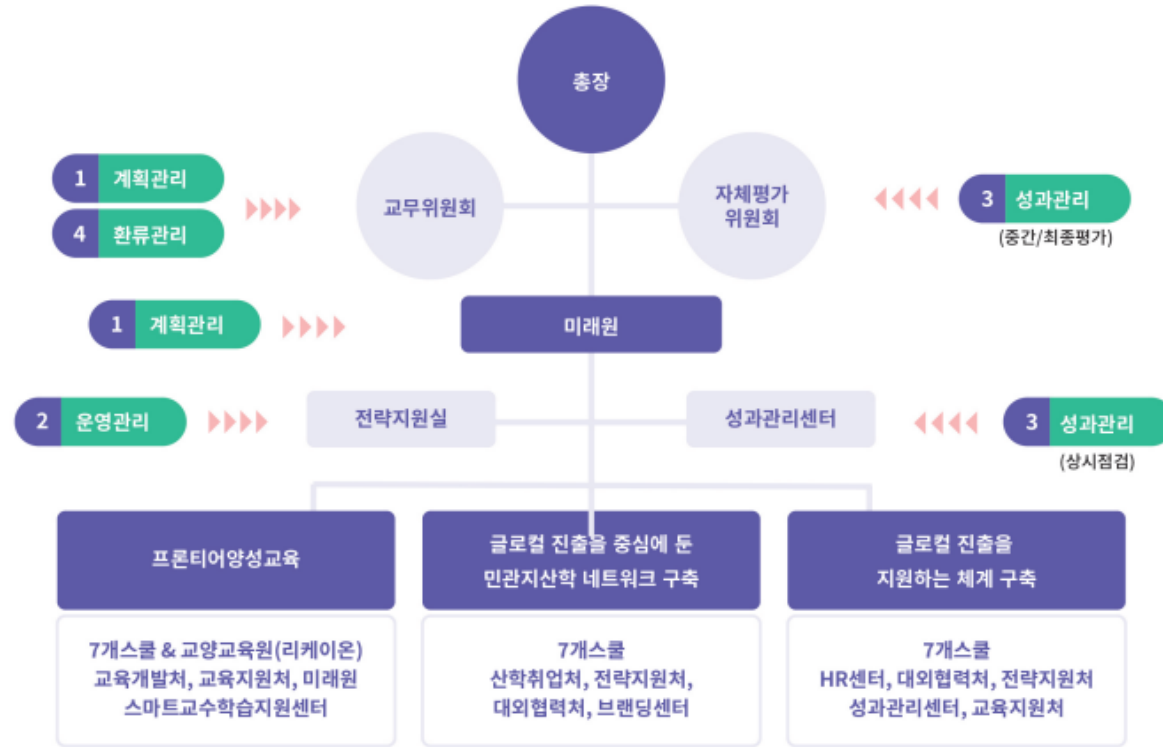 총장
1 계획관리
4 환류관리
교무위원회
자체평가
위원회
3 성과관리
(중간/최종평가)
1 계획관리
미래원
2 운영관리
전략지원실
성과관리센터
3 성과관리
(상시점검)
프론티어양성교육
글로컬 진출을 중심에 둔
민관지산학 네트워크 구축
글로컬 진출을
지원하는 체계 구축
7개스쿨 & 교양교육원(리케이온)
교육개발처, 교육지원처, 미래원
스마트교수학습지원센터
7개스쿨
산학취업처, 전략지원처,
대외협력처, 브랜딩센터
7개스쿨
HR센터, 대외협력처, 전략지원처
성과관리센터, 교육지원처